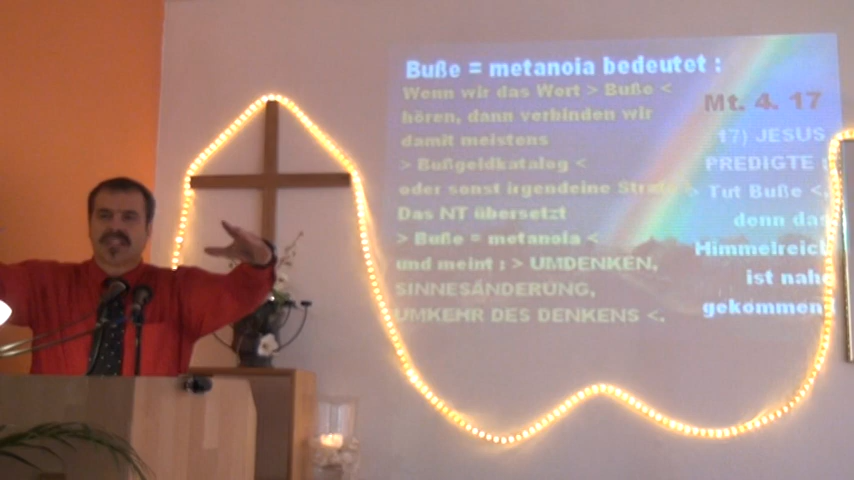 Buße = metanoia bedeutet :
Wenn wir das Wort > Buße <
hören, dann verbinden wir
damit meistens
> Bußgeldkatalog <
oder sonst irgendeine Strafe
Das NT übersetzt
> Buße = metanoia <
und meint : > UMDENKEN,
SINNESÄNDERUNG,
UMKEHR DES DENKENS <.
Mt. 4. 17
17) JESUS
PREDIGTE :
> Tut Buße <,
denn das
Himmelreich
ist nahe
gekommen